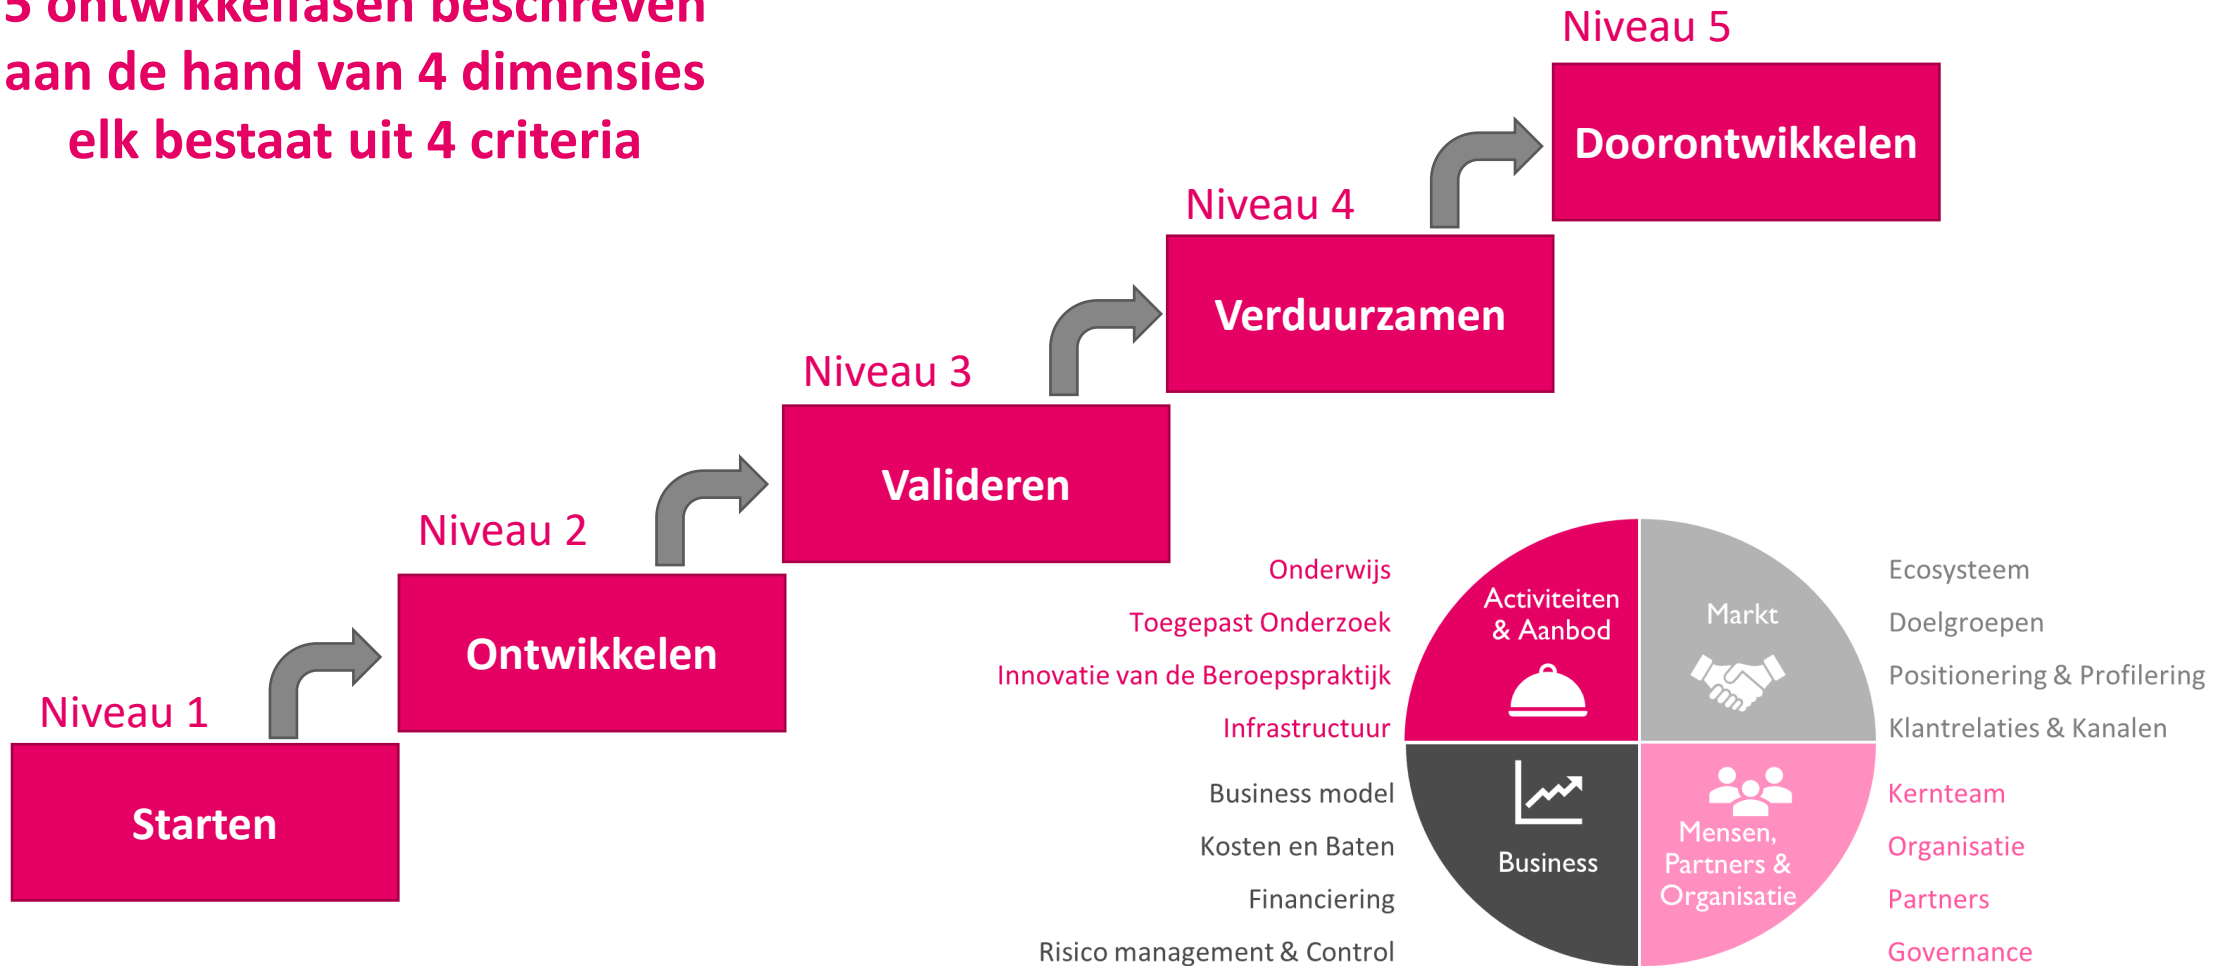 5 ontwikkelfasen beschreven
aan de hand van 4 dimensies
elk bestaat uit 4 criteria
Niveau 5
Doorontwikkelen
Niveau 4
Verduurzamen
Niveau 3
Valideren
Niveau 2
Ontwikkelen
Niveau 1
Starten
Onderwijs
Toegepast Onderzoek
Innovatie van de Beroepspraktijk
Infrastructuur
Activiteiten
& Aanbod
Markt
Ecosysteem
Doelgroepen
Positionering & Profilering
Klantrelaties & Kanalen
Business model
Kosten en Baten
Financiering
Risico management & Control
Business
Mensen,
Partners &
Organisatie
Kernteam
Organisatie
Partners
Governance